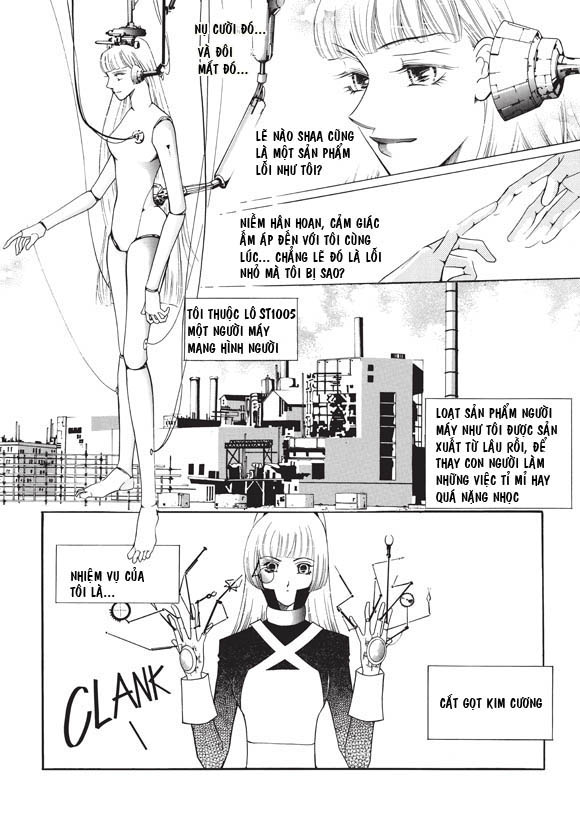 NỤ CƯỜI ĐÓ...
VÀ ĐÔI
MẮT ĐÓ...
LẼ NÀO SHAA CŨNG
LÀ MỘT SẢN PHẨM
LỖI NHƯ TÔI?
NIỀM HÂN HOAN, CẢM GIÁC
ẤM ÁP ĐẾN VỚI TÔI CÙNG
LÚC... CHẲNG LẼ ĐÓ LÀ LỖI
NHỎ MÀ TÔI BỊ SAO?
TÔI THUỘC LÔ ST1005
MỘT NGƯỜI MÁY
MANG HÌNH NGƯỜI
LOẠT SẢN PHẨM NGƯỜI
MÁY NHƯ TÔI ĐƯỢC SẢN
XUẤT TỪ LÂU RỒI, ĐỂ
THAY CON NGƯỜI LÀM
NHỮNG VIỆC TỈ MỈ HAY
QUÁ NẶNG NHỌC
NHIỆM VỤ CỦA
TÔI LÀ...
CLANK
CẮT GỌT KIM CƯƠNG